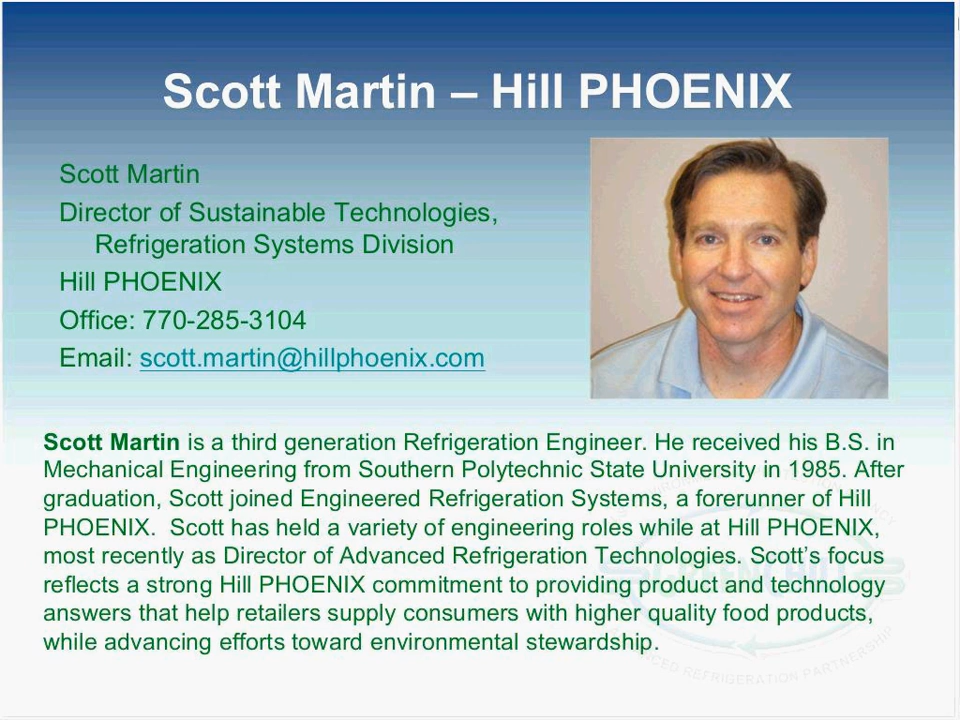 Scott Martin – Hill PHOENIX
Scott Martin
Director of Sustainable Technologies,
Refrigeration Systems Division
Hill PHOENIX
Office: 770-285-3104
Email: scott.martin@hillphoenix.com
Scott Martin is a third generation Refrigeration Engineer. He received his B.S. in
Mechanical Engineering from Southern Polytechnic State University in 1985. After
graduation, Scott joined Engineered Refrigeration Systems, a forerunner of Hill
PHOENIX.  Scott has held a variety of engineering roles while at Hill PHOENIX,
most recently as Director of Advanced Refrigeration Technologies. Scott’s focus
reflects a strong Hill PHOENIX commitment to providing product and technology
answers that help retailers supply consumers with higher quality food products,
while advancing efforts toward environmental stewardship.
GREENCHILL
REFRIGERATION PARTNERSHIP